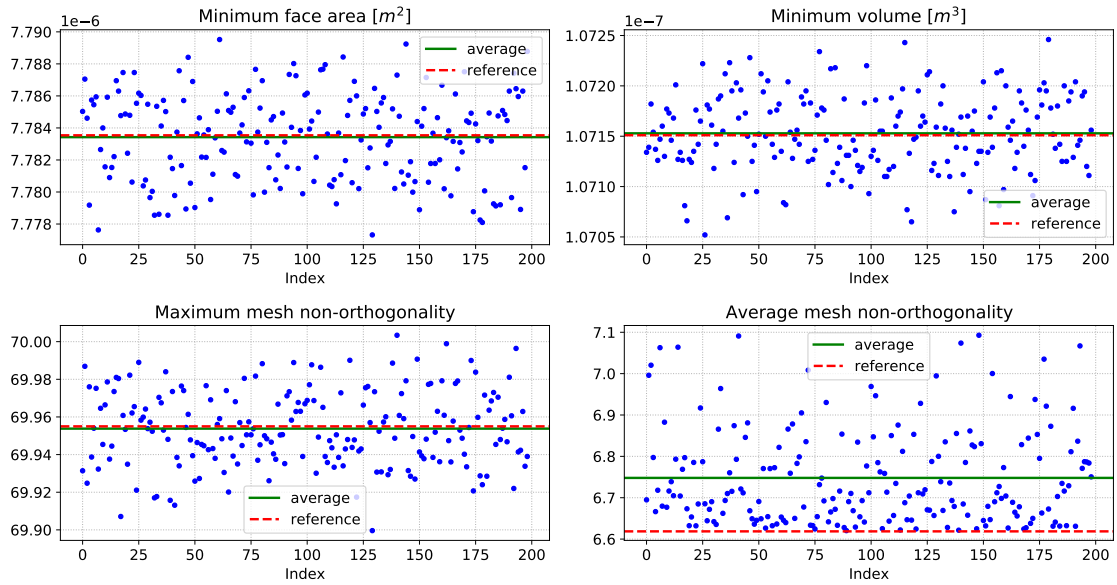 Minimum face area [m²]
1e−6
7.790
7.788
7.786
7.784
7.782
7.780
7.778
average
reference
0 25 50 75 100 125 150 175 200
Index
Minimum volume [m³]
1e−7
1.0725
1.0720
1.0715
1.0710
1.0705
average
reference
0 25 50 75 100 125 150 175 200
Index
Maximum mesh non-orthogonality
70.00
69.98
69.96
69.94
69.92
69.90
average
reference
0 25 50 75 100 125 150 175 200
Index
Average mesh non-orthogonality
7.1
7.0
6.9
6.8
6.7
6.6
average
reference
0 25 50 75 100 125 150 175 200
Index